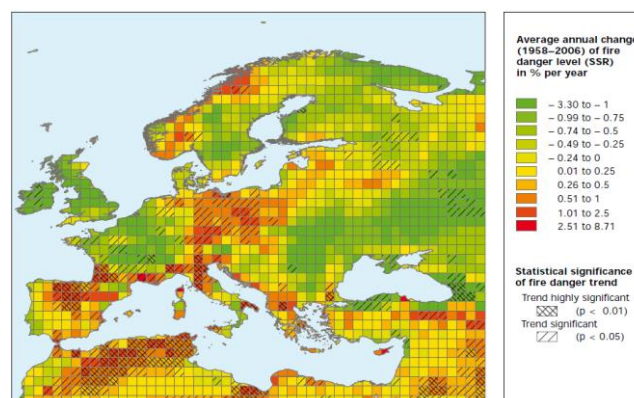 Average annual change
(1958–2006) of fire
danger level (SSR)
in % per year
– 3.30 to – 1
– 0.99 to – 0.75
– 0.74 to – 0.5
– 0.49 to – 0.25
– 0.24 to 0
0.01 to 0.25
0.26 to 0.5
0.51 to 1
1.01 to 2.5
2.51 to 8.71
Statistical significance
of fire danger trend
Trend highly significant
(p < 0.01)
Trend significant
(p < 0.05)